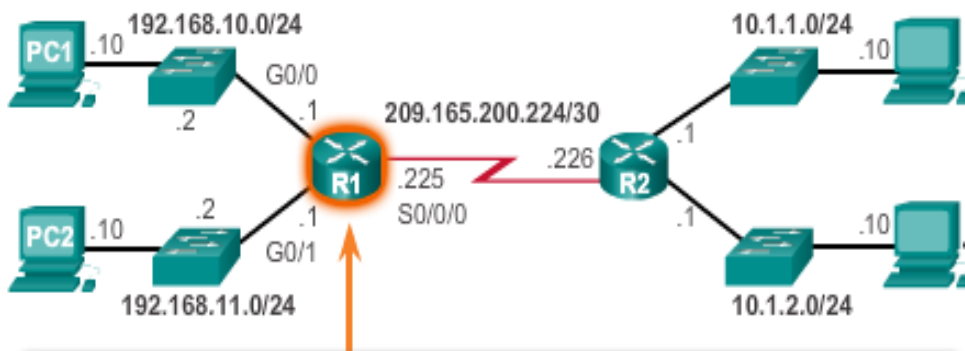 192.168.10.0/24
10.1.1.0/24
PC1
.10
.10
G0/0
.2
.1
209.165.200.224/30
.1
R1
.225
.226
R2
S0/0/0
PC2
.10
.2
.1
G0/1
.1
.10
192.168.11.0/24
10.1.2.0/24